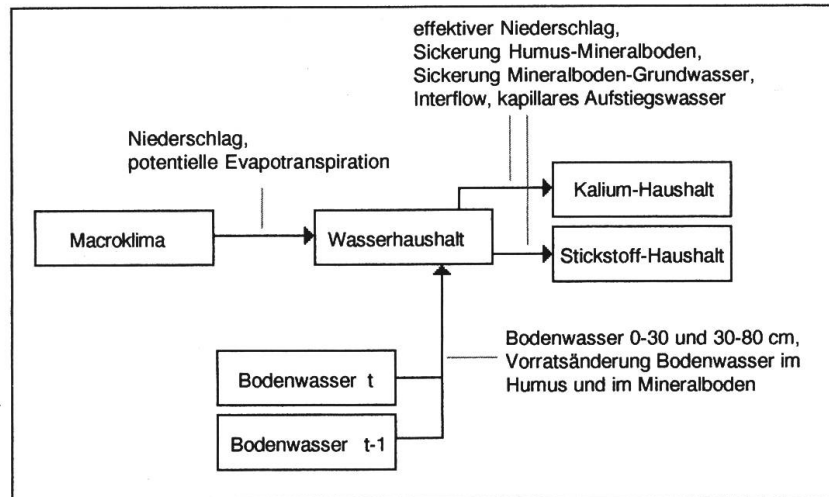 effektiver Niederschlag,
Sickerung Humus-Mineralboden,
Sickerung Mineralboden-Grundwasser,
Interflow, kapillares Aufstiegswasser
Niederschlag,
potentielle Evapotranspiration
Kalium-Haushalt
Macroklima
Wasserhaushalt
Stickstoff-Haushalt
Bodenwasser 0-30 und 30-80 cm,
Vorratsänderung Bodenwasser im
Humus und im Mineralboden
Bodenwasser t
Bodenwasser t-1